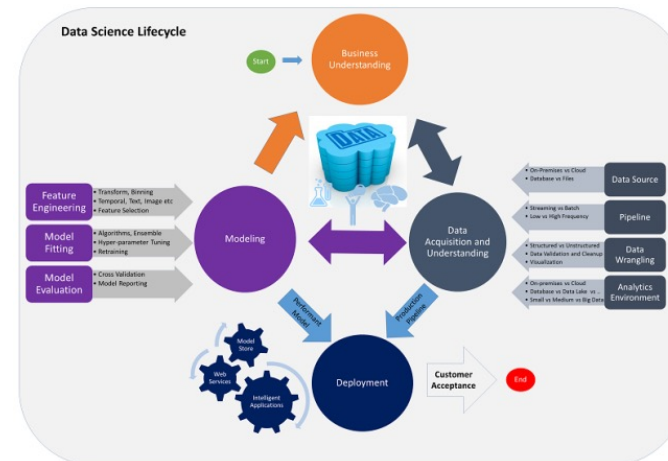 Data Science Lifecycle
Start
Business
Understanding
DATA
Feature
Engineering
• Transform, Binning
• Temporal, Text, Image etc
• Feature Selection
Model
Fitting
• Algorithms, Ensemble
• Hyper-parameter Tuning
• Retraining
Model
Evaluation
• Cross Validation
• Model Reporting
Modeling
Data
Acquisition and
Understanding
• On-Premises vs Cloud
• Database vs Files
Data Source
• Streaming vs Batch
• Low vs High Frequency
Pipeline
• Structured vs Unstructured
• Data Validation and Cleanup
• Visualization
Data
Wrangling
• On-premises vs Cloud
• Database vs Data Lake vs ..
• Small vs Medium vs Big Data
Analytics
Environment
Performant
Model
Production
Pipeline
Model
Store
Web
Services
Intelligent
Applications
Deployment
Customer
Acceptance
End